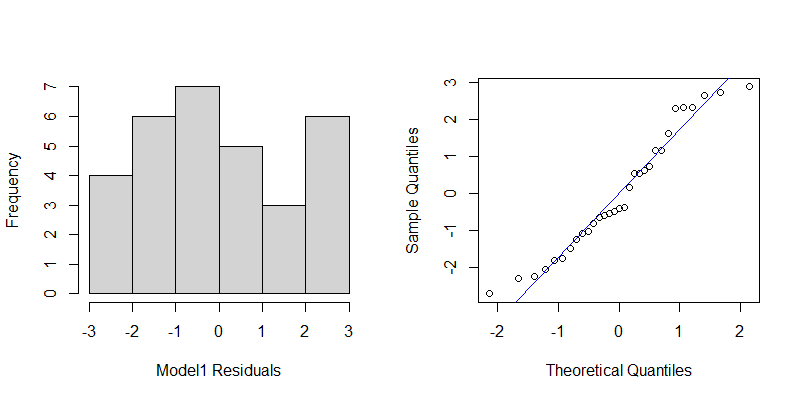 7
6
5
4
3
2
1
0
Frequency
-3 -2 -1 0 1 2 3
Model1 Residuals
3
2
1
0
-1
-2
Sample Quantiles
-2 -1 0 1 2
Theoretical Quantiles